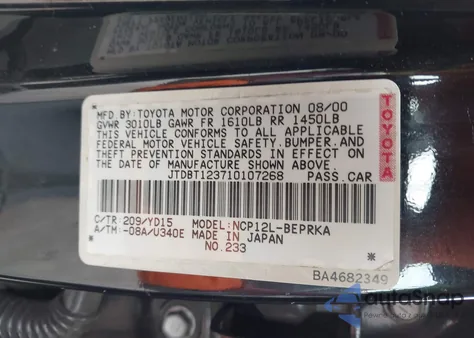 MFD.BY:TOYOTA MOTOR CORPORATION 08/00
GVWR 3010LB GAWR FR 1610LB RR 1450LB
THIS VEHICLE CONFORMS TO ALL APPLICABLE
FEDERAL MOTOR VEHICLE SAFETY.BUMPER.AND
THEFT PREVENTION STANDARDS IN EFFECT ON
THE DATE OF MANUFACTURE SHOWN ABOVE.
JTDBT123710107268 PASS.CAR
TOYOTA
C/TR:209/YD15 MODEL:NCP12L-BEPRKA
A/TM:-08A/U340E MADE IN JAPAN
NO.233
BA4682349
autoSnap